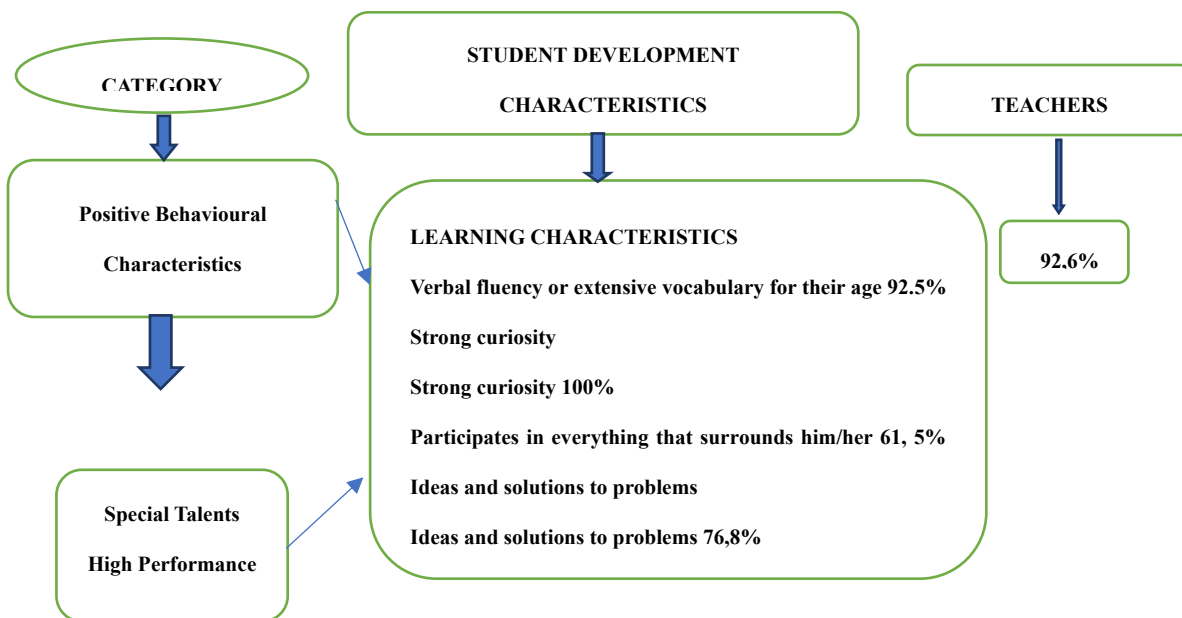 CATEGORY
STUDENT DEVELOPMENT
CHARACTERISTICS
TEACHERS
Positive Behavioural
Characteristics
LEARNING CHARACTERISTICS
Verbal fluency or extensive vocabulary for their age 92.5%
Strong curiosity
Strong curiosity 100%
Participates in everything that surrounds him/her 61, 5%
Ideas and solutions to problems
Ideas and solutions to problems 76,8%
92,6%
Special Talents
High Performance